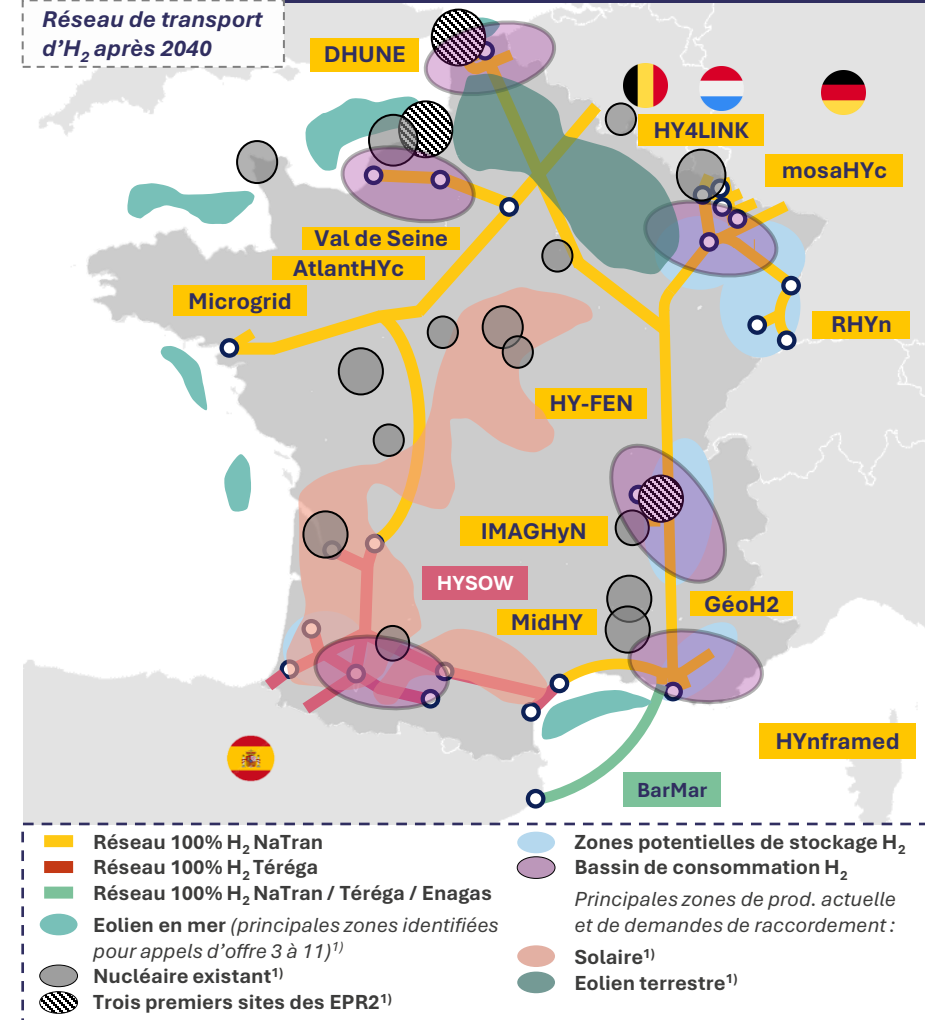 Réseau de transport
d'H₂ après 2040
DHUNE
HY4LINK
mosaHYc
Val de Seine
AtlantHYc
Microgrid
RHYn
HY-FEN
IMAGHyN
HYSOW
GéoH2
MidHY
HYnframed
BarMar
Réseau 100% H₂ NaTran
Réseau 100% H₂ Téréga
Réseau 100% H₂ NaTran / Téréga / Enagas
Eolien en mer (principales zones identifiées
pour appels d'offre 3 à 11)¹⁾
Nucléaire existant¹⁾
Trois premiers sites des EPR2¹⁾
Zones potentielles de stockage H₂
Bassin de consommation H₂
Principales zones de prod. actuelle
et de demandes de raccordement :
Solaire¹⁾
Eolien terrestre¹⁾